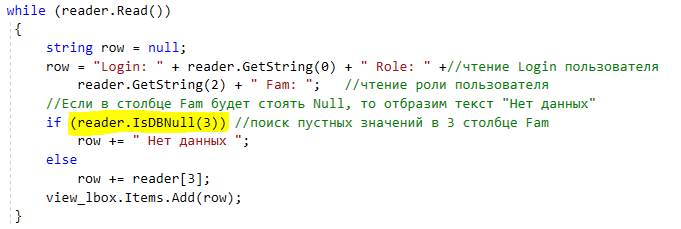 while (reader.Read())
{
string row = null;
row = "Login: " + reader.GetString(0) + " Role: " +//чтение Login пользователя
reader.GetString(2) + " Fam: ";   //чтение роли пользователя
//Если в столбце Fam будет стоять Null, то отбразим текст "Нет данных"
if (reader.IsDBNull(3)) //поиск пустных значений в 3 столбце Fam
row += " Нет данных ";
else
row += reader[3];
view_lbox.Items.Add(row);
}